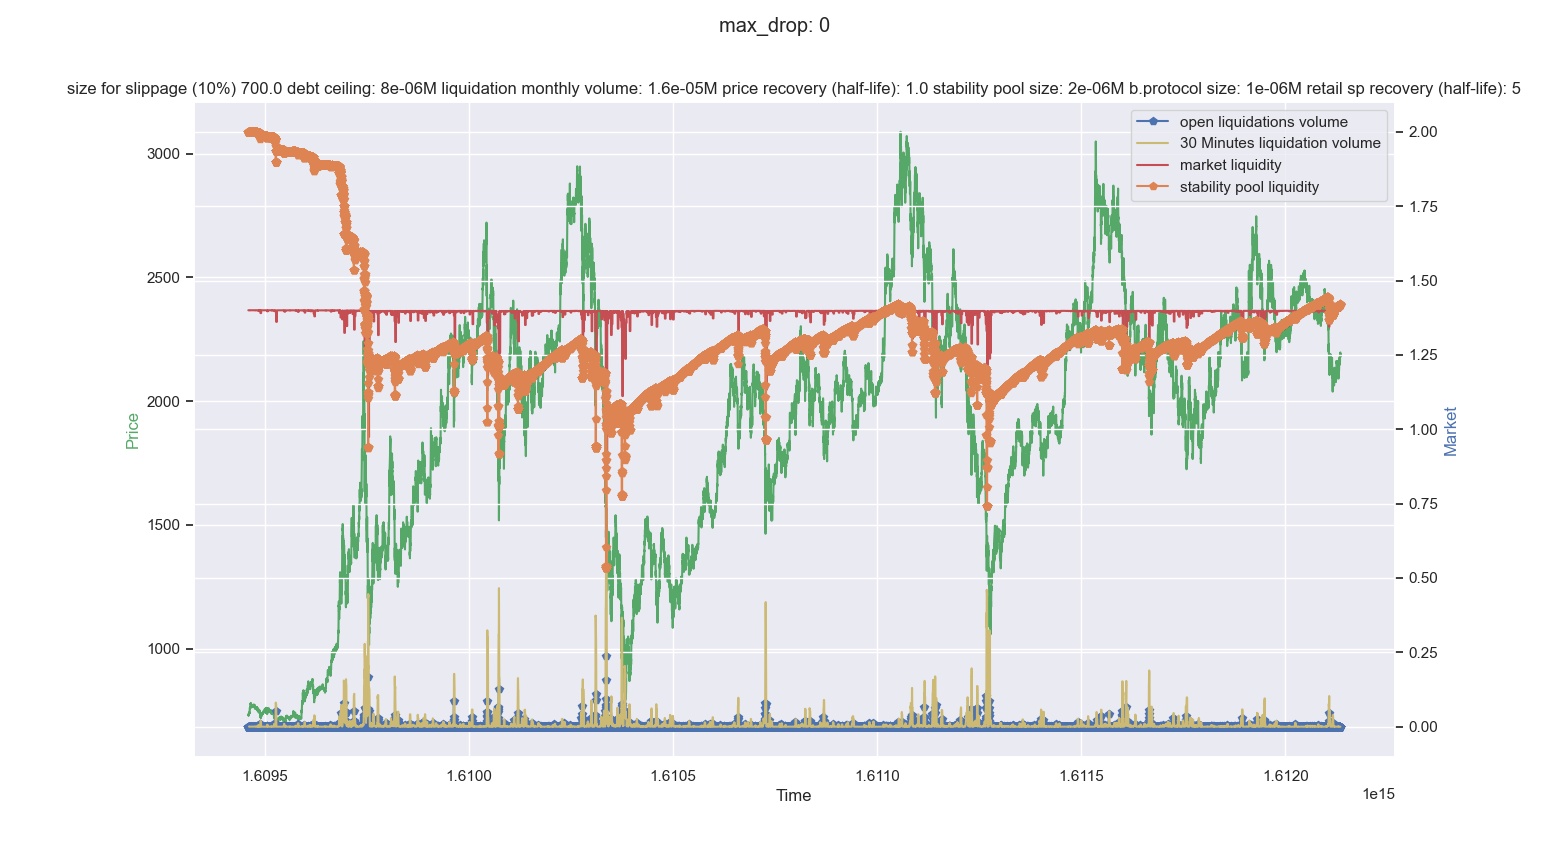 max_drop: 0
size for slippage (10%) 700.0 debt ceiling: 8e-06M liquidation monthly volume: 1.6e-05M price recovery (half-life): 1.0 stability pool size: 2e-06M b.protocol size: 1e-06M retail sp recovery (half-life): 5
open liquidations volume
30 Minutes liquidation volume
market liquidity
stability pool liquidity
3000
2500
2000
1500
1000
Price
2.00
1.75
1.50
1.25
1.00
0.75
0.50
0.25
0.00
Market
1.6095
1.6100
1.6105
1.6110
1.6115
1.6120
Time
1e15